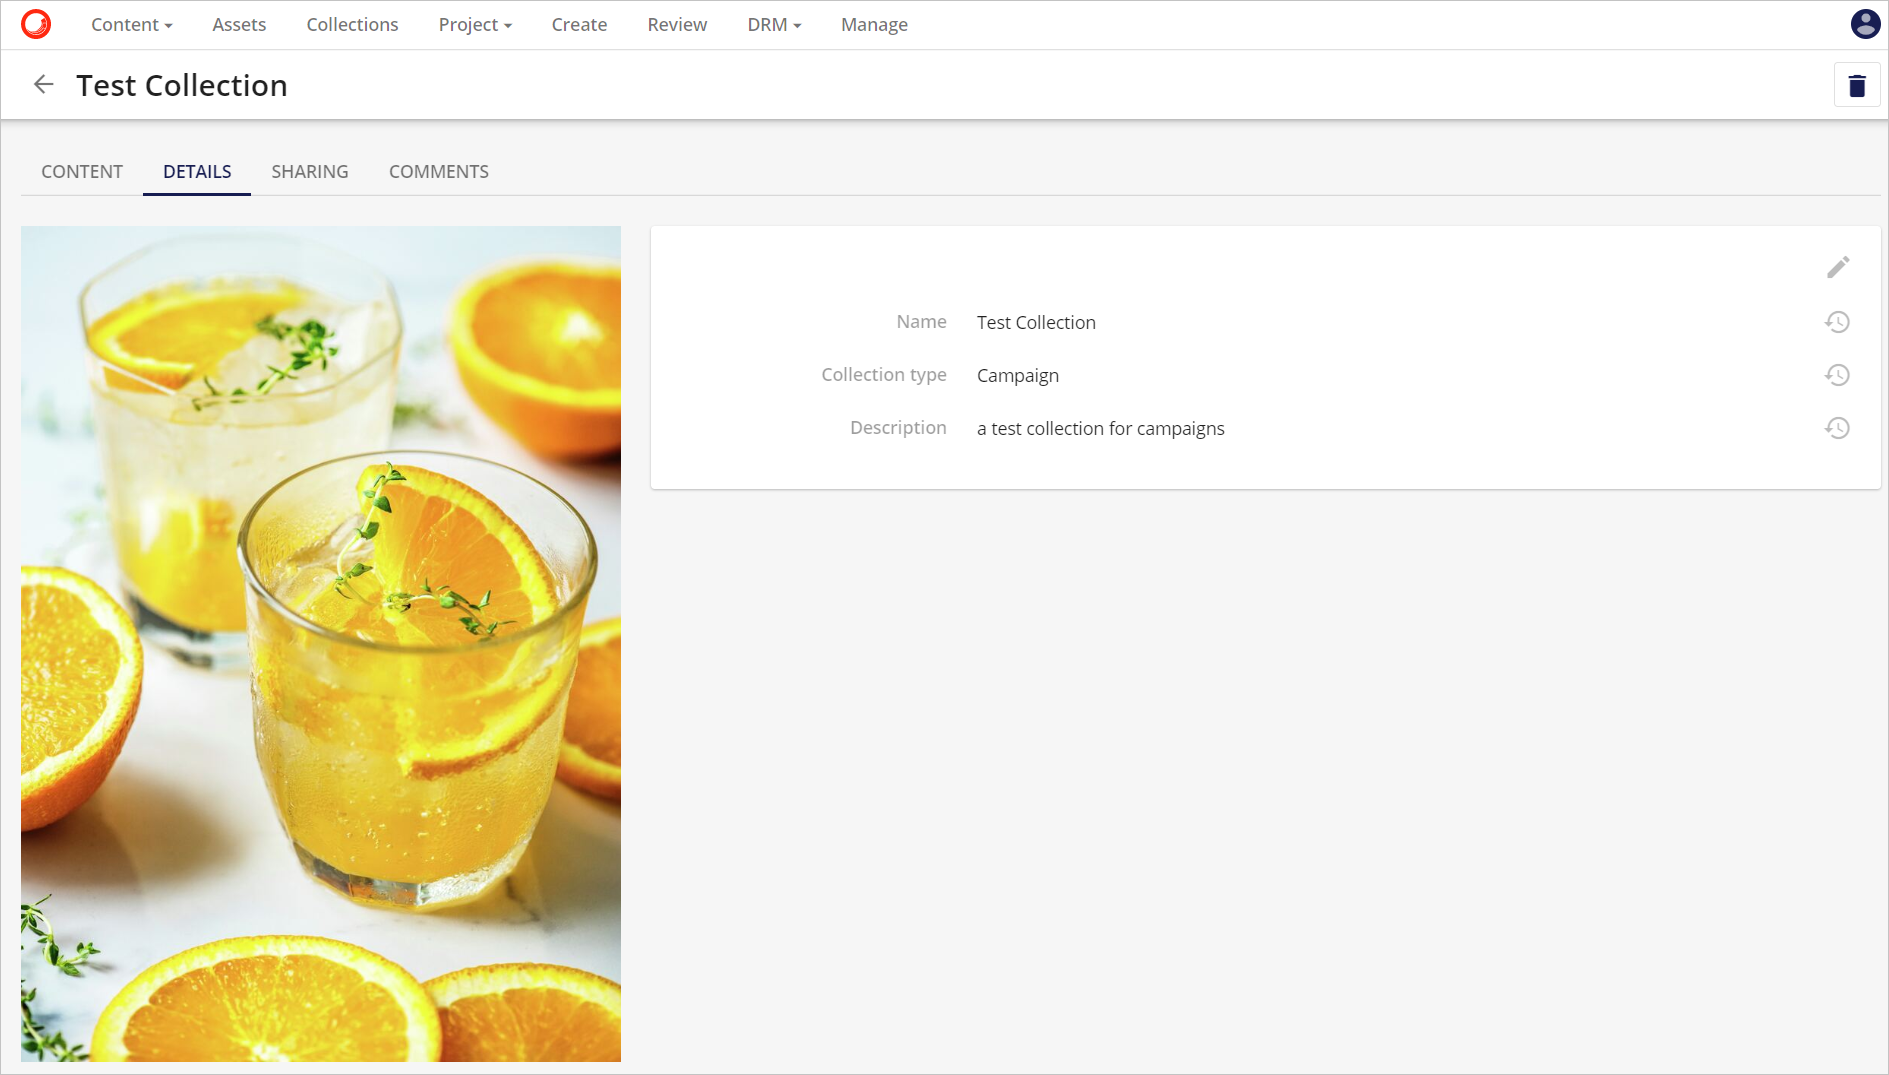 Content Assets Collections Project Create Review DRM Manage
Test Collection
CONTENT DETAILS SHARING COMMENTS
Name Test Collection
Collection type Campaign
Description a test collection for campaigns